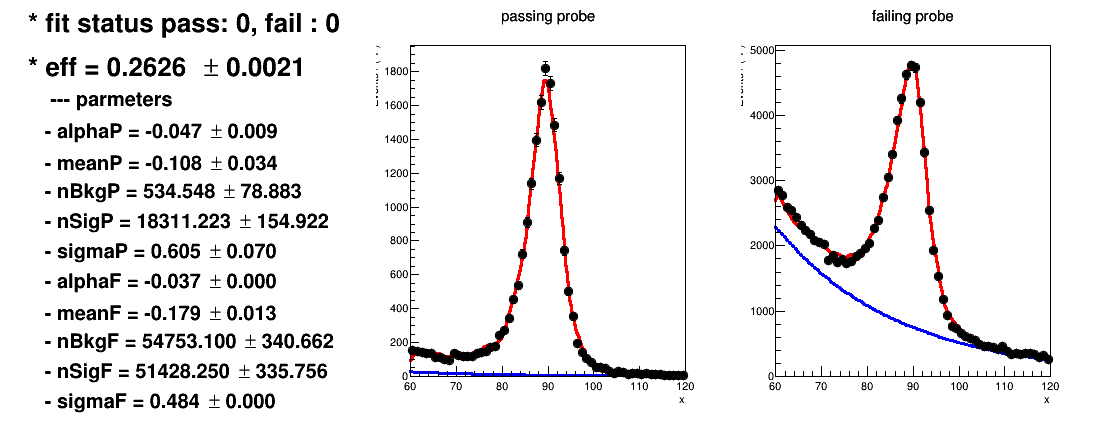 * fit status pass: 0, fail : 0
* eff = 0.2626 ± 0.0021
--- parmeters
- alphaP = -0.047 ± 0.009
- meanP = -0.108 ± 0.034
- nBkgP = 534.548 ± 78.883
- nSigP = 18311.223 ± 154.922
- sigmaP = 0.605 ± 0.070
- alphaF = -0.037 ± 0.000
- meanF = -0.179 ± 0.013
- nBkgF = 54753.100 ± 340.662
- nSigF = 51428.250 ± 335.756
- sigmaF = 0.484 ± 0.000
passing probe
1800
1600
1400
1200
1000
800
600
400
200
0
60 70 80 90 100 110 120
x
failing probe
5000
4000
3000
2000
1000
0
60 70 80 90 100 110 120
x